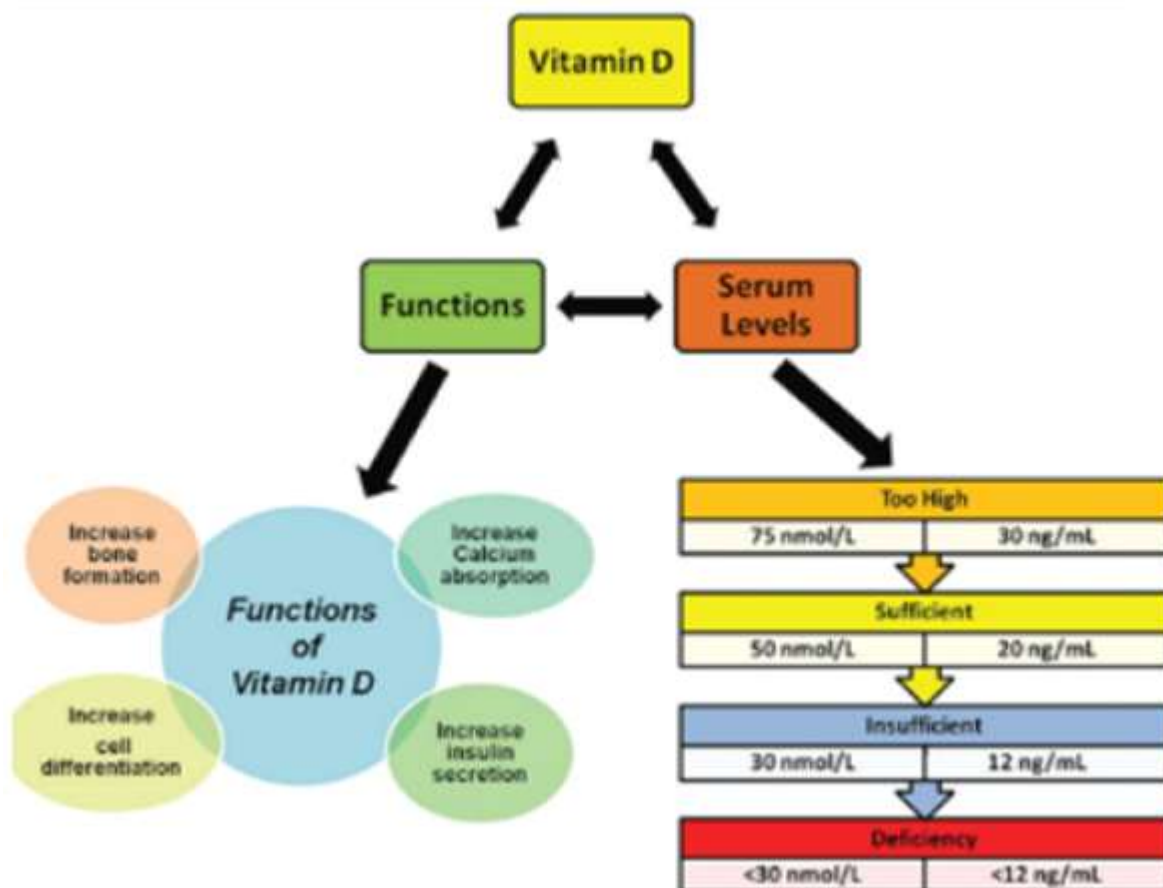 Vitamin D
Functions
Serum
Levels
Increase
bone
formation
Increase
Calcium
absorption
Functions
of
Vitamin D
Increase
cell
differentiation
Increase
insulin
secretion
Too High
75 nmol/L 30 ng/mL
Sufficient
50 nmol/L 20 ng/mL
Insufficient
30 nmol/L 12 ng/mL
Deficiency
<30 nmol/L <12 ng/mL